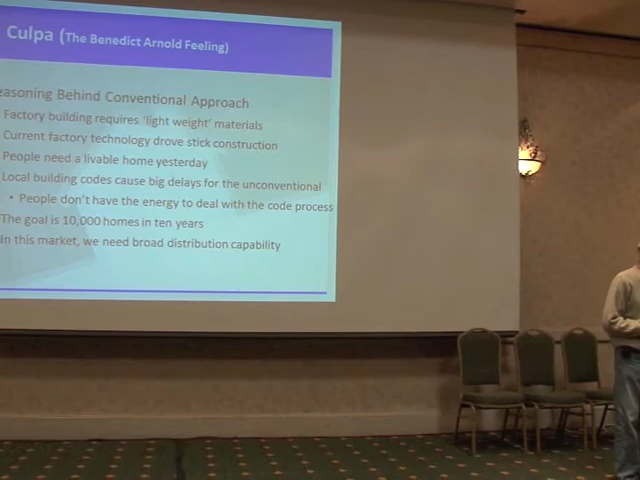 Culpa (The Benedict Arnold Feeling)
easoning Behind Conventional Approach
Factory building requires 'light weight' materials
Current factory technology drove stick construction
People need a livable home yesterday
Local building codes cause big delays for the unconventional
• People don't have the energy to deal with the code process
The goal is 10,000 homes in ten years
In this market, we need broad distribution capability